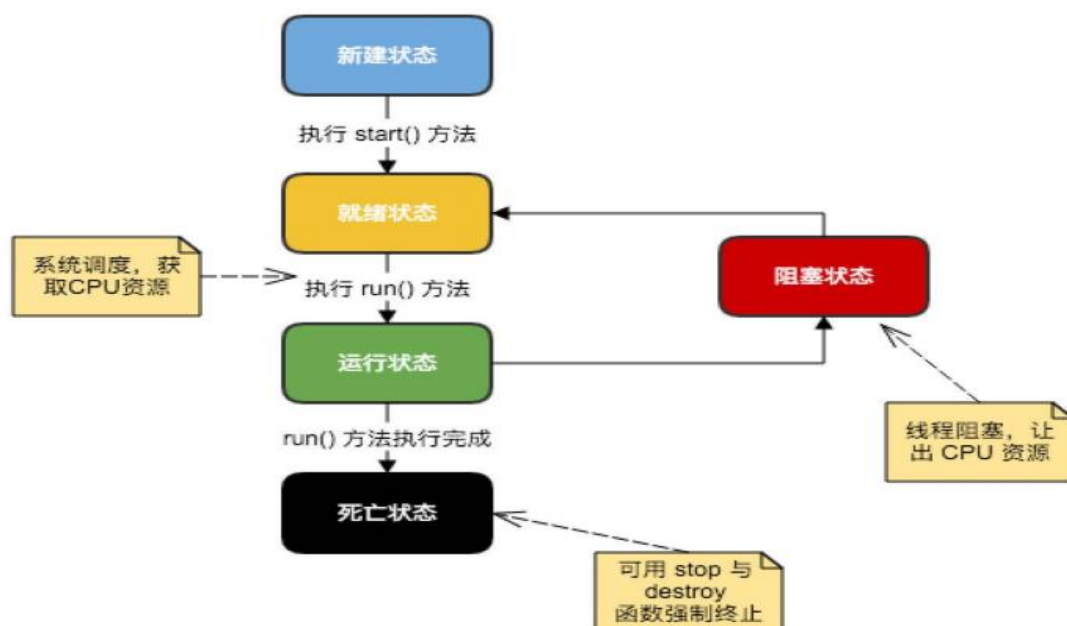 新建状态
执行 start() 方法
就绪状态
系统调度，获
取CPU资源
阻塞状态
执行 run() 方法
运行状态
线程阻塞，让
出 CPU 资源
run() 方法执行完成
死亡状态
可用 stop 与
destroy
函数强制终止